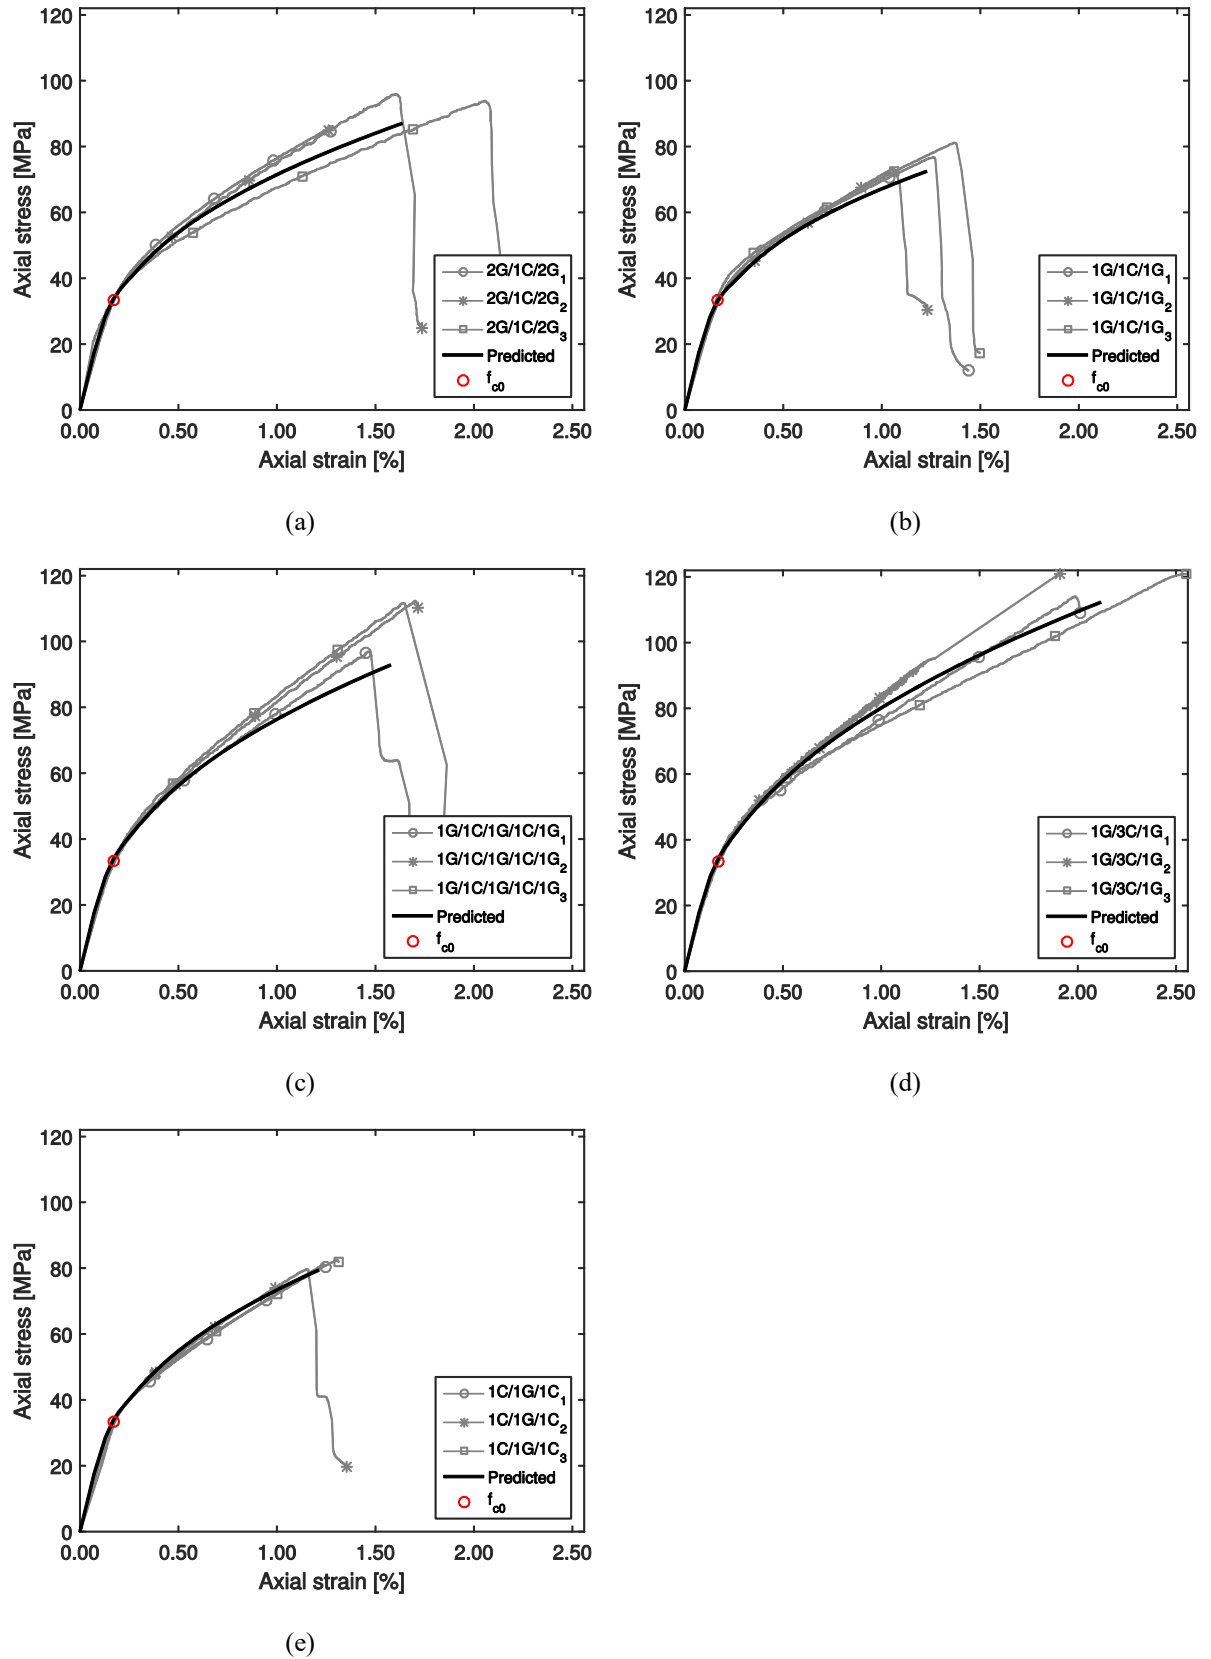 120
100
80
60
40
20
0
Axial stress [MPa]
0.00 0.50 1.00 1.50 2.00 2.50
Axial strain [%]
2G/1C/2G1
2G/1C/2G2
2G/1C/2G3
Predicted
fc0
(a)
120
100
80
60
40
20
0
Axial stress [MPa]
0.00 0.50 1.00 1.50 2.00 2.50
Axial strain [%]
1G/1C/1G1
1G/1C/1G2
1G/1C/1G3
Predicted
fc0
(b)
120
100
80
60
40
20
0
Axial stress [MPa]
0.00 0.50 1.00 1.50 2.00 2.50
Axial strain [%]
1G/1C/1G/1C/1G1
1G/1C/1G/1C/1G2
1G/1C/1G/1C/1G3
Predicted
fc0
(c)
120
100
80
60
40
20
0
Axial stress [MPa]
0.00 0.50 1.00 1.50 2.00 2.50
Axial strain [%]
1G/3C/1G1
1G/3C/1G2
1G/3C/1G3
Predicted
fc0
(d)
120
100
80
60
40
20
0
Axial stress [MPa]
0.00 0.50 1.00 1.50 2.00 2.50
Axial strain [%]
1C/1G/1C1
1C/1G/1C2
1C/1G/1C3
Predicted
fc0
(e)